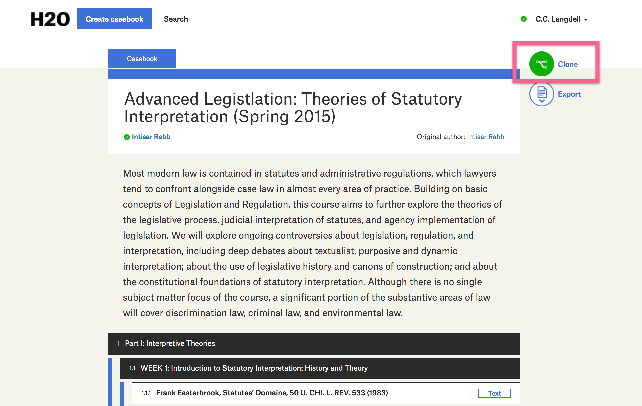 H2O Create casebook Search C.C. Langdell
Casebook
Clone
Export
Advanced Legistlation: Theories of Statutory
Interpretation (Spring 2015)
Intisar Rabb Original author: Intisar Rabb
Most modern law is contained in statutes and administrative regulations, which lawyers
tend to confront alongside case law in almost every area of practice. Building on basic
concepts of Legislation and Regulation, this course aims to further explore the theories of
the legislative process, judicial interpretation of statutes, and agency implementation of
legislation. We will explore ongoing controversies about legislation, regulation, and
interpretation, including deep debates about textualist, purposive and dynamic
interpretation; about the use of legislative history and canons of construction; and about
the constitutional foundations of statutory interpretation. Although there is no single
subject matter focus of the course, a significant portion of the substantive areas of law
will cover discrimination law, criminal law, and environmental law.
1 Part I: Interpretive Theories
1.1 WEEK 1: Introduction to Statutory Interpretation: History and Theory
1.1.1 Frank Easterbrook, Statutes' Domains, 50 U. CHI. L. REV. 533 (1983) Text